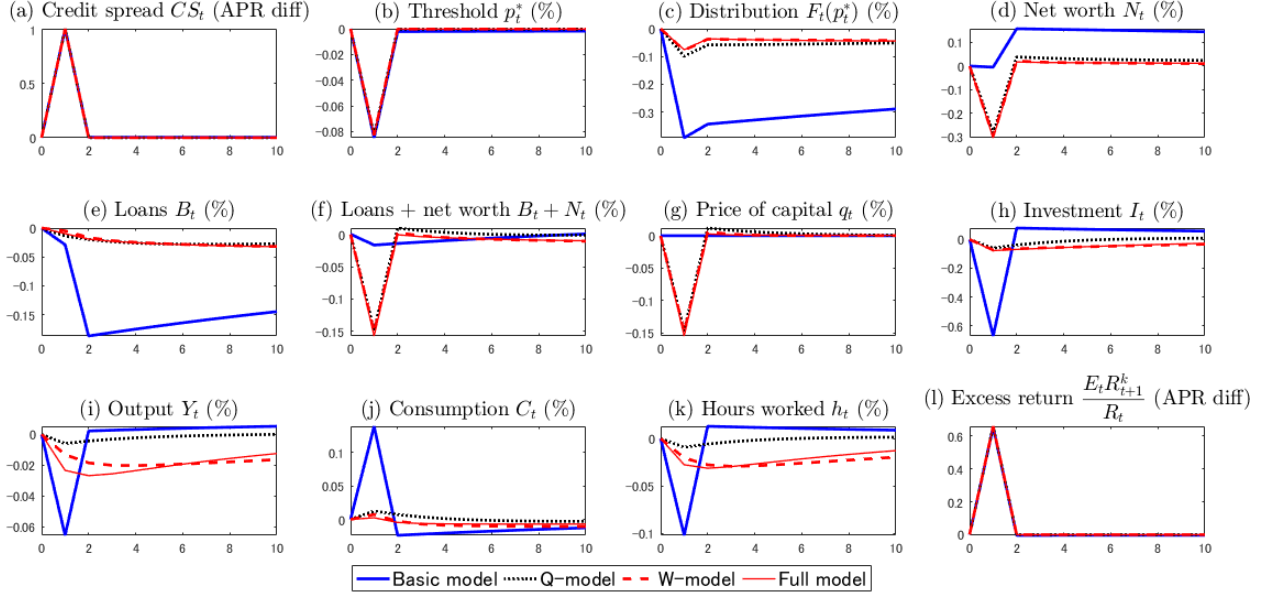 (a) Credit spread CS_t (APR diff)
(b) Threshold p_t^* (%)
(c) Distribution F_t(p_t^*) (%)
(d) Net worth N_t (%)
1
0.5
0
0 2 4 6 8 10
0
−0.02
−0.04
−0.06
−0.08
0 2 4 6 8 10
0
−0.1
−0.2
−0.3
0 2 4 6 8 10
0.1
0
−0.1
−0.2
−0.3
0 2 4 6 8 10
(e) Loans B_t (%)
(f) Loans + net worth B_t + N_t (%)
(g) Price of capital q_t (%)
(h) Investment I_t (%)
0
−0.05
−0.1
−0.15
0 2 4 6 8 10
0
−0.05
−0.1
−0.15
0 2 4 6 8 10
0
−0.05
−0.1
−0.15
0 2 4 6 8 10
0
−0.2
−0.4
−0.6
0 2 4 6 8 10
(i) Output Y_t (%)
(j) Consumption C_t (%)
(k) Hours worked h_t (%)
(l) Excess return E_t R_{t+1}^k / R_t (APR diff)
0
−0.02
−0.04
−0.06
0 2 4 6 8 10
0.1
0.05
0
0 2 4 6 8 10
0
−0.05
−0.1
0 2 4 6 8 10
0.6
0.4
0.2
0
0 2 4 6 8 10
Basic model Q−model W−model Full model